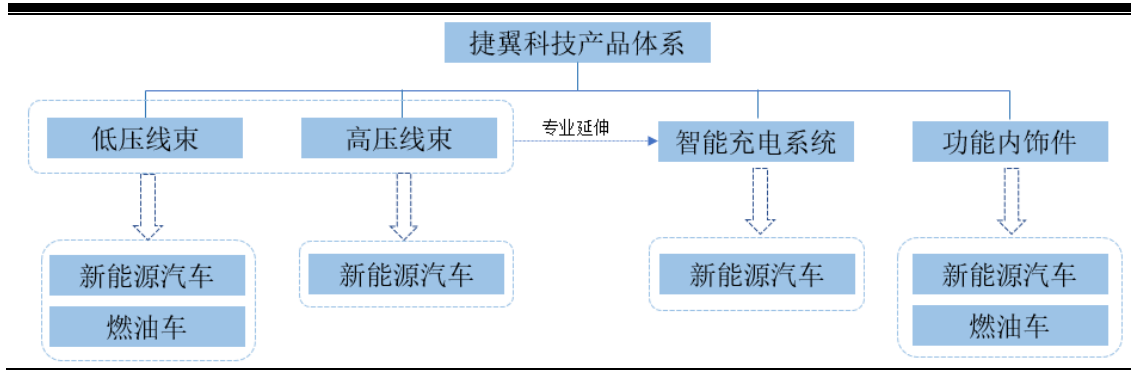 捷翼科技产品体系
低压线束
高压线束
专业延伸
智能充电系统
功能内饰件
新能源汽车
燃油车
新能源汽车
新能源汽车
新能源汽车
燃油车